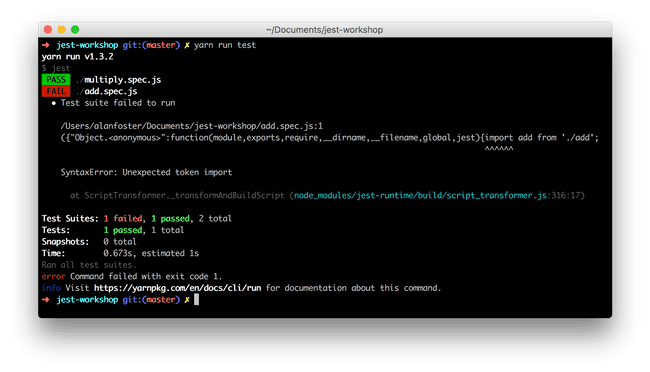 ~/Documents/jest-workshop
➜ jest-workshop git:(master) ✗ yarn run test
yarn run v1.3.2
$ jest
PASS ./multiply.spec.js
FAIL ./add.spec.js
● Test suite failed to run
/Users/alanfoster/Documents/jest-workshop/add.spec.js:1
({"Object.<anonymous>":function(module,exports,require,__dirname,__filename,global,jest){import add from './add';
^^^^^^
SyntaxError: Unexpected token import
at ScriptTransformer._transformAndBuildScript (node_modules/jest-runtime/build/script_transformer.js:316:17)
Test Suites: 1 failed, 1 passed, 2 total
Tests: 1 passed, 1 total
Snapshots: 0 total
Time: 0.673s, estimated 1s
Ran all test suites.
error Command failed with exit code 1.
info Visit https://yarnpkg.com/en/docs/cli/run for documentation about this command.
➜ jest-workshop git:(master) ✗